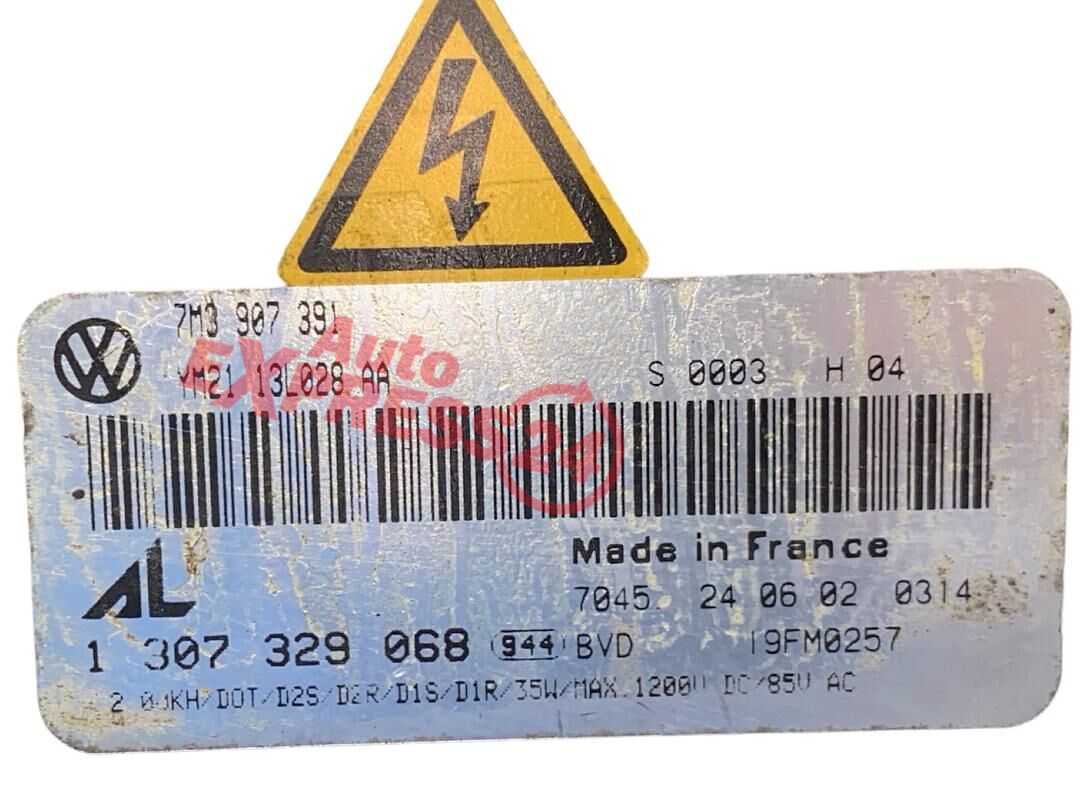 7M3 907 391
YM21 13L028 AA
S 0003 H 04
Auto
EXPRESS24
Made in France
7045 24 06 02 0314
AL
1 307 329 068 944 BVD 19FM0257
/DOT/D2S/D2R/D1S/D1R/35W/MAX.1200V DC/85V AC